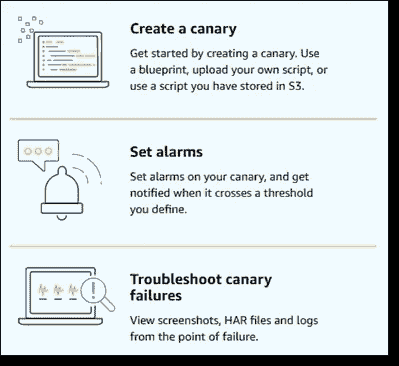 Create a canary
Get started by creating a canary. Use
a blueprint, upload your own script, or
use a script you have stored in S3.
Set alarms
Set alarms on your canary, and get
notified when it crosses a threshold
you define.
Troubleshoot canary
failures
View screenshots, HAR files and logs
from the point of failure.